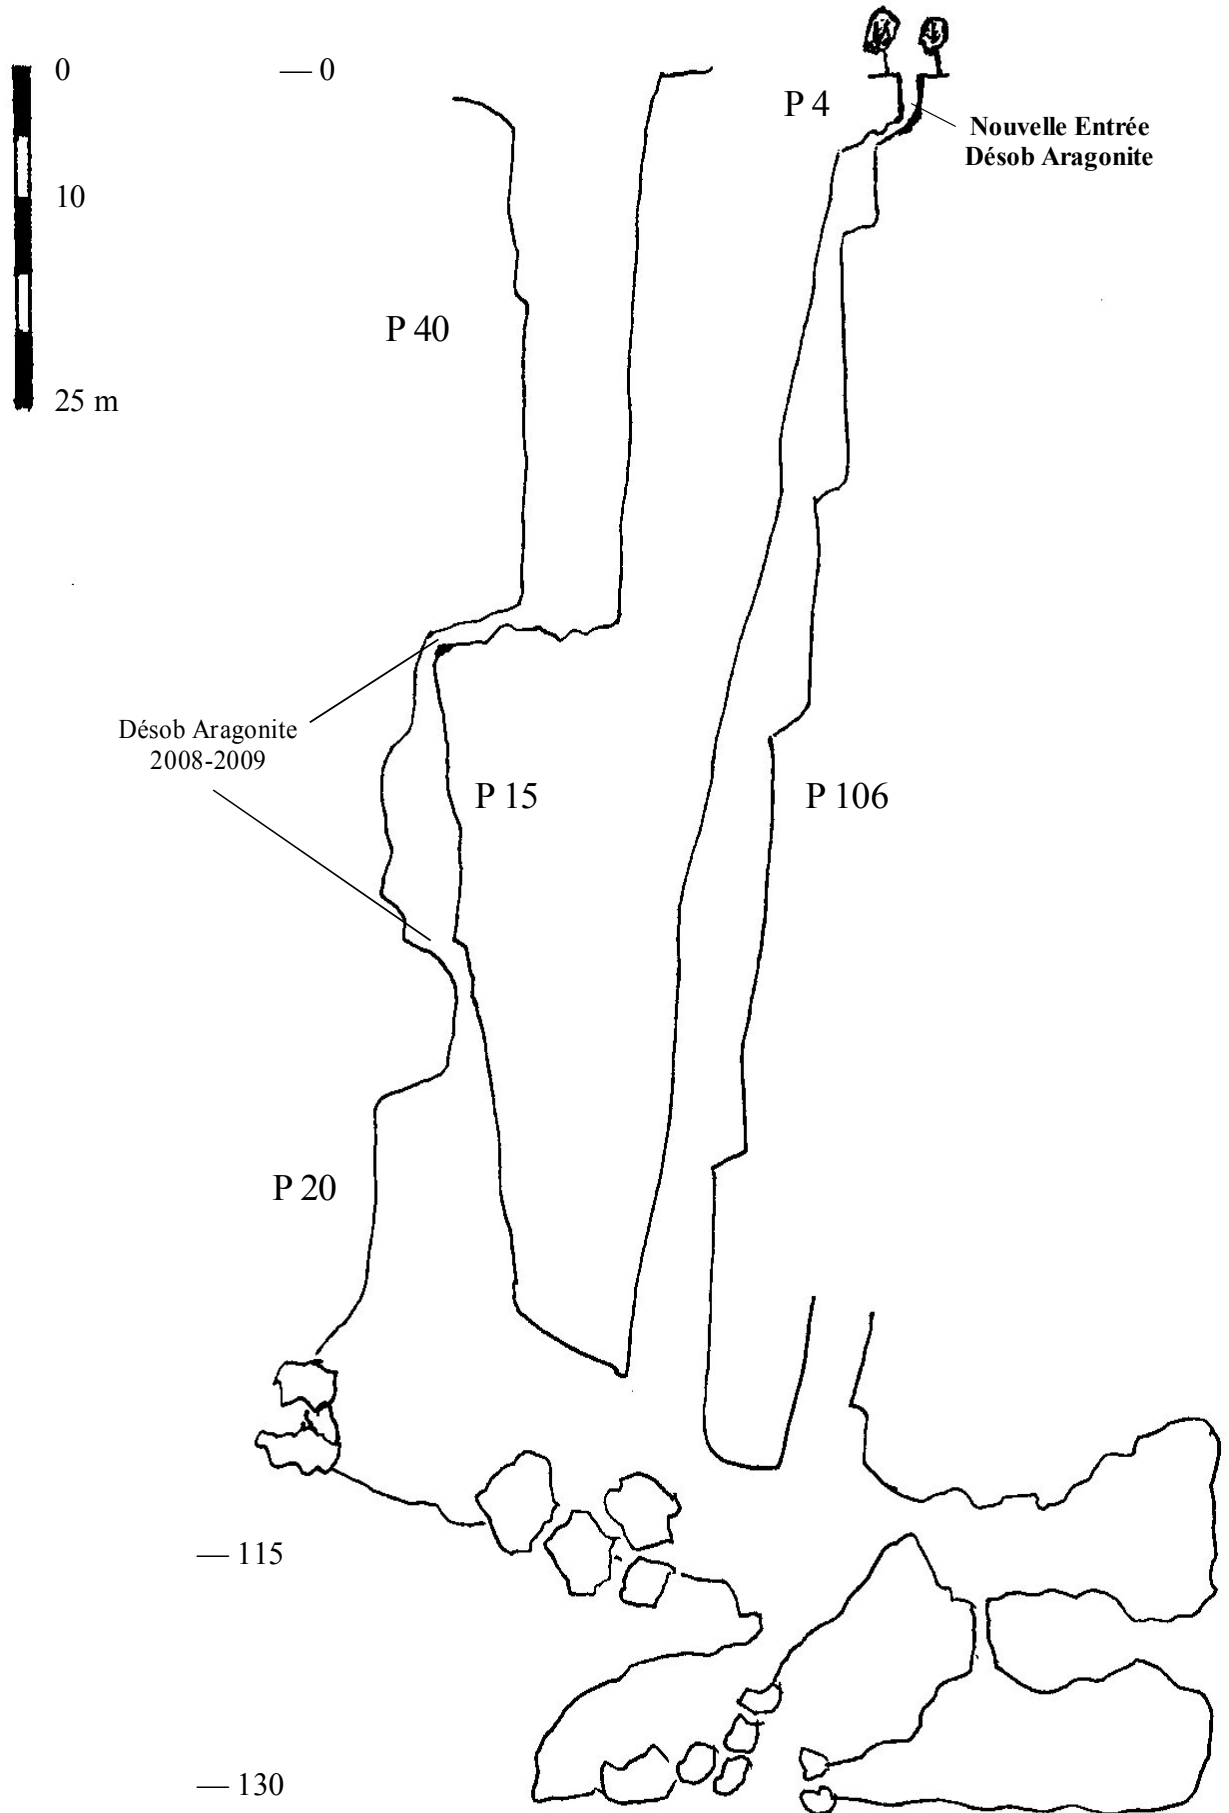 0
— 0
P 4
Nouvelle Entrée
Désob Aragonite
10
P 40
25 m
Désob Aragonite
2008-2009
P 15
P 106
P 20
— 115
— 130